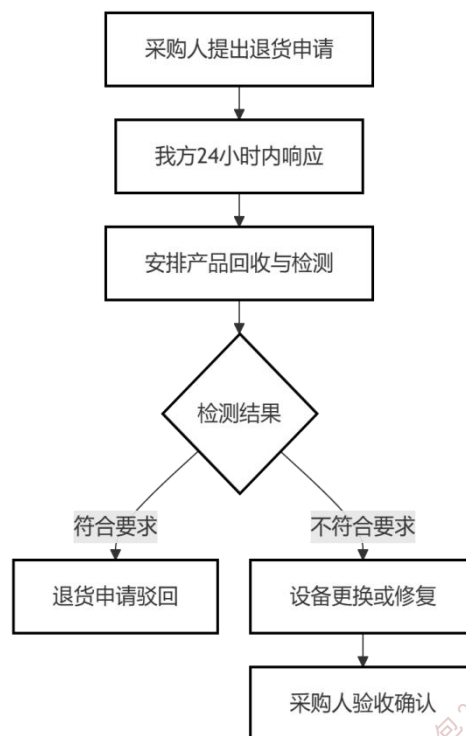 采购人提出退货申请
我方24小时内响应
安排产品回收与检测
检测结果
符合要求
不符合要求
退货申请驳回
设备更换或修复
采购人验收确认